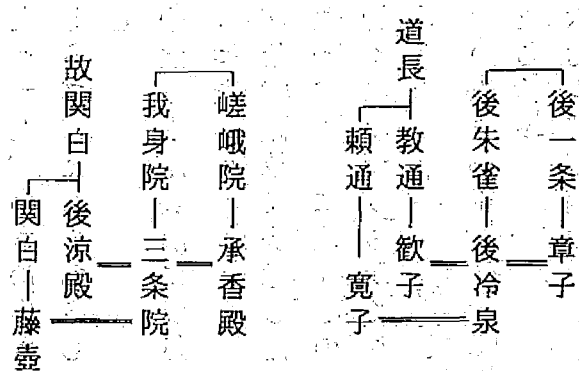 後一条
章子
後朱雀
後冷泉
道長
教通
歓子
頼通
寛子
嵯峨院
承香殿
我身院
三条院
故関白
後涼殿
関白
藤壺